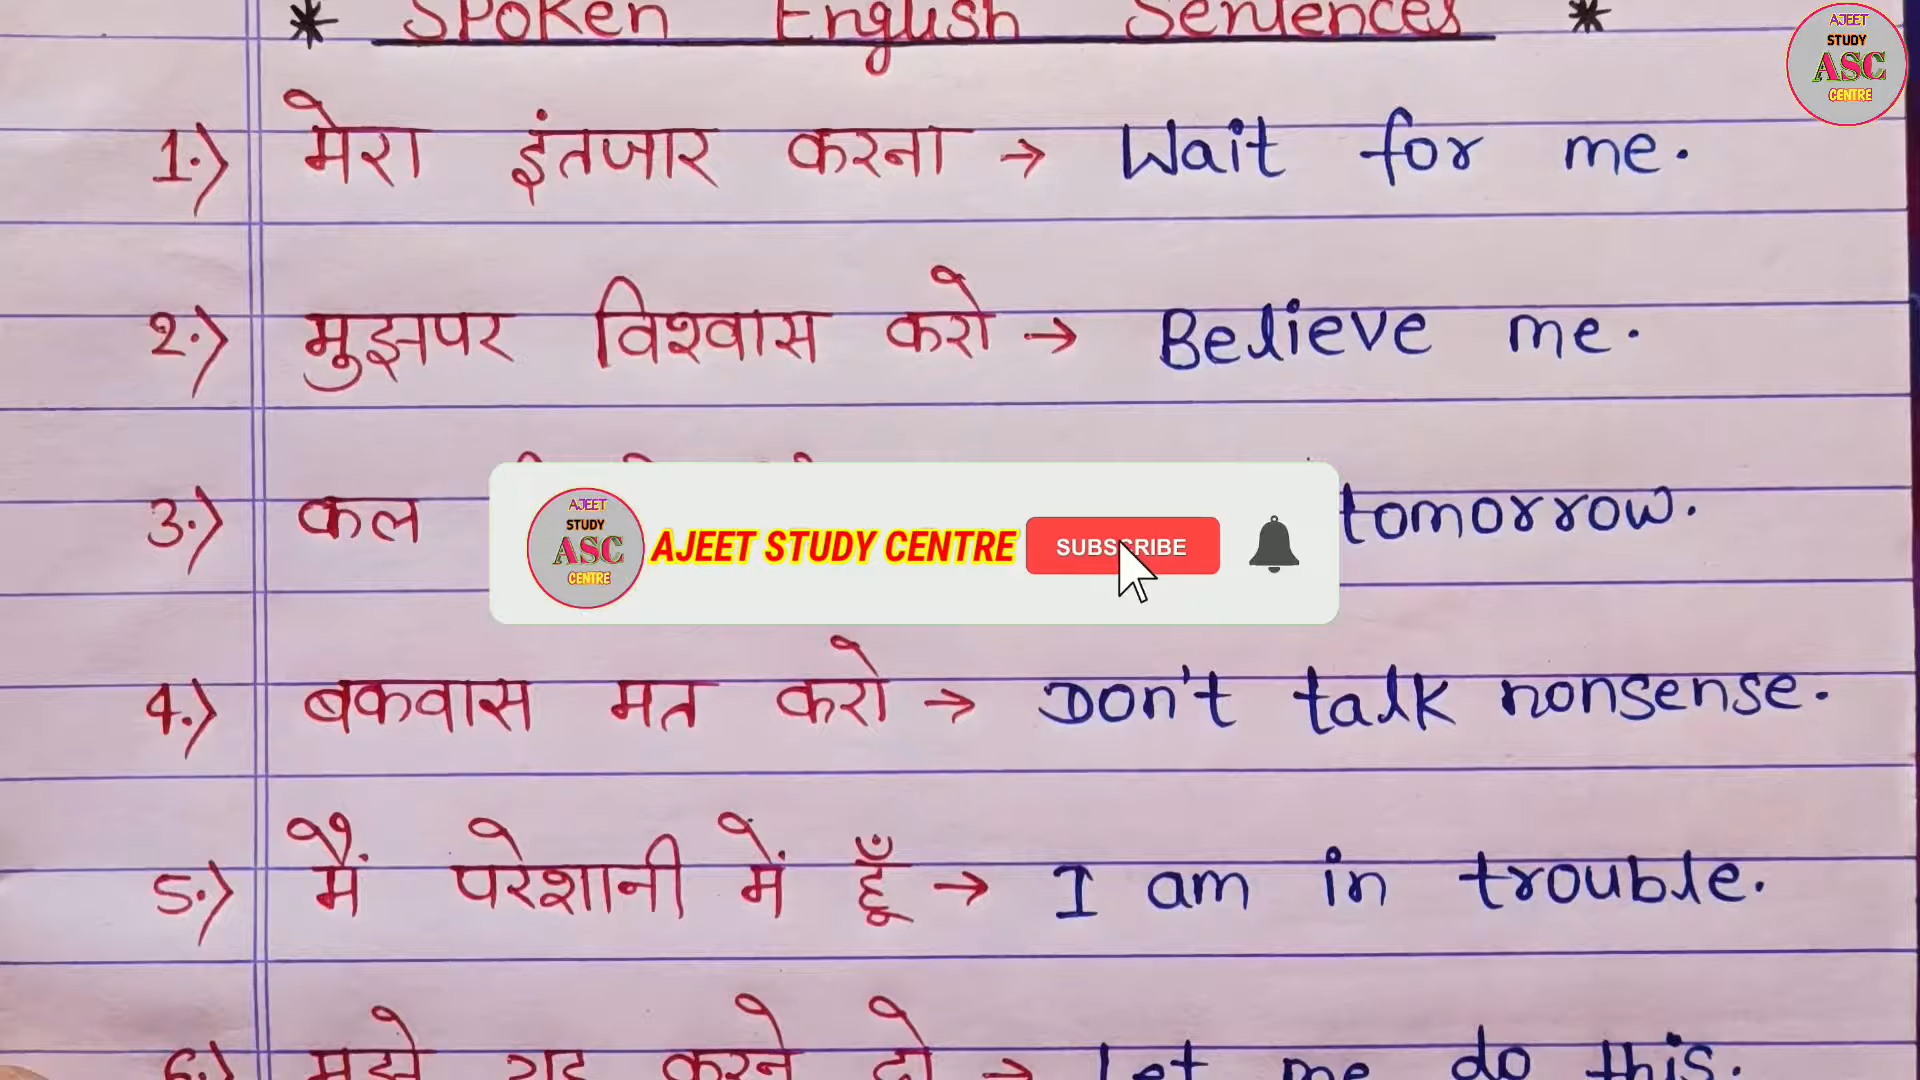 * Spoken English Sentences *
AJEET
STUDY
ASC
CENTRE
1.) मेरा इंतजार करना → Wait for me.
2.) मुझपर विश्वास करो → Believe me.
3.) कल tomorrow.
AJEET
STUDY
ASC
CENTRE
AJEET STUDY CENTRE SUBSCRIBE
4.) बकवास मत करो → Don't talk nonsense.
5.) मैं परेशानी में हूँ → I am in trouble.
6.) मुझे यह करने दो → Let me do this.